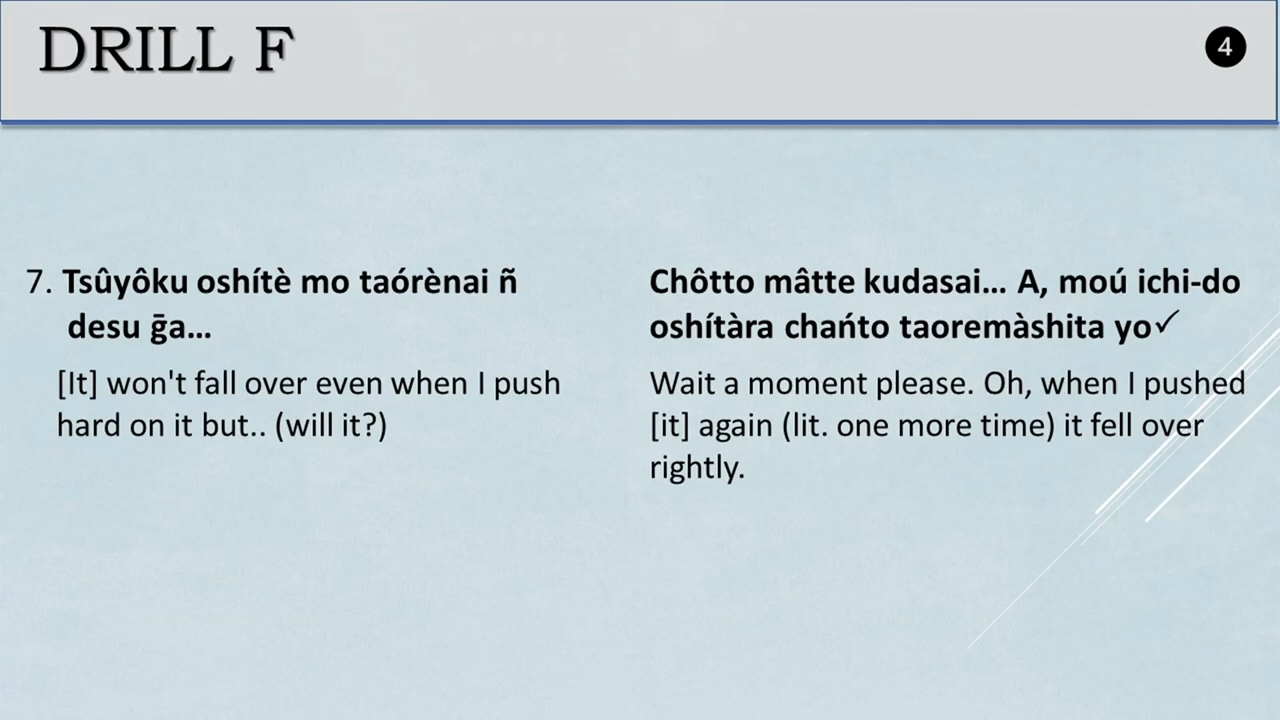 DRILL F
4
7. Tsûyôku oshítè mo taórènai ñ
desu ḡa...
[It] won't fall over even when I push
hard on it but.. (will it?)
Chôtto mâtte kudasai... A, moú ichi-do
oshítàra chańto taoremàshita yo✓
Wait a moment please. Oh, when I pushed
[it] again (lit. one more time) it fell over
rightly.